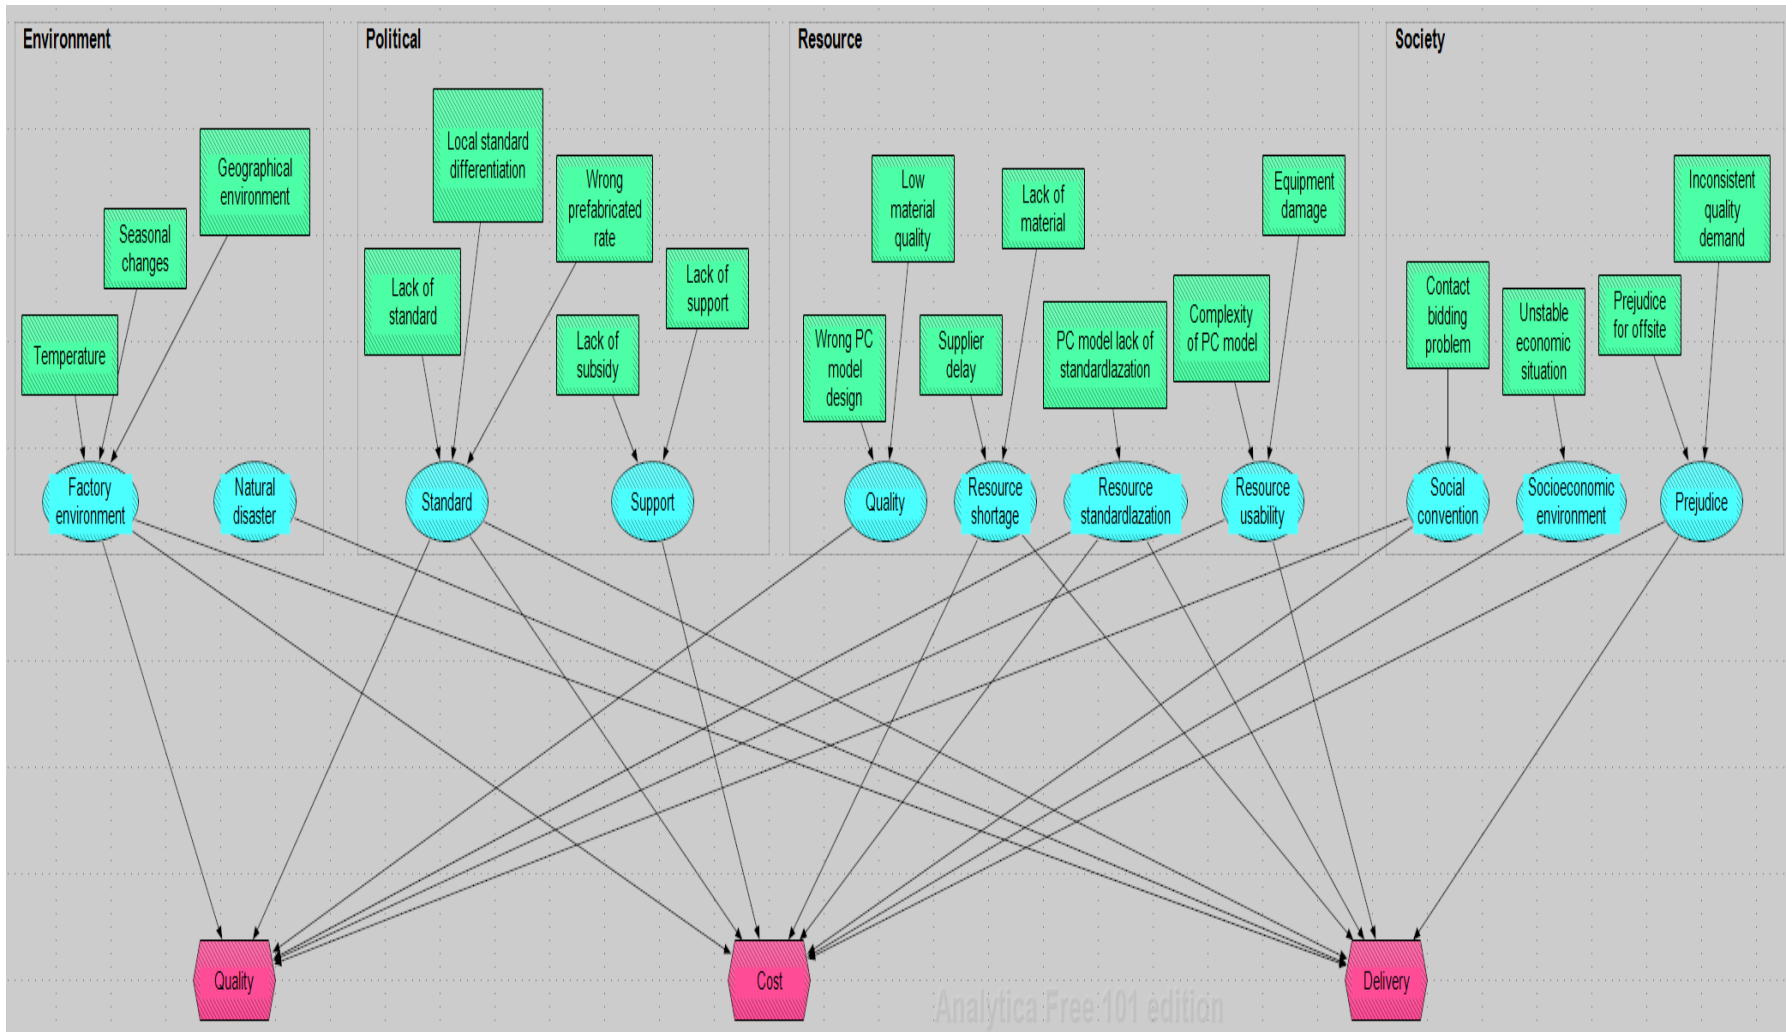 Environment
Political
Resource
Society
Geographical
environment
Seasonal
changes
Temperature
Local standard
differentiation
Wrong
prefabricated
rate
Lack of
standard
Lack of
support
Lack of
subsidy
Low
material
quality
Lack of
material
Equipment
damage
Wrong PC
model
design
Supplier
delay
PC model lack of
standardlazation
Complexity
of PC model
Inconsistent
quality
demand
Contact
bidding
problem
Unstable
economic
situation
Prejudice
for offsite
Factory
environment
Natural
disaster
Standard
Support
Quality
Resource
shortage
Resource
standardlazation
Resource
usability
Social
convention
Socioeconomic
environment
Prejudice
Quality
Cost
Delivery
Analytica Free 101 edition